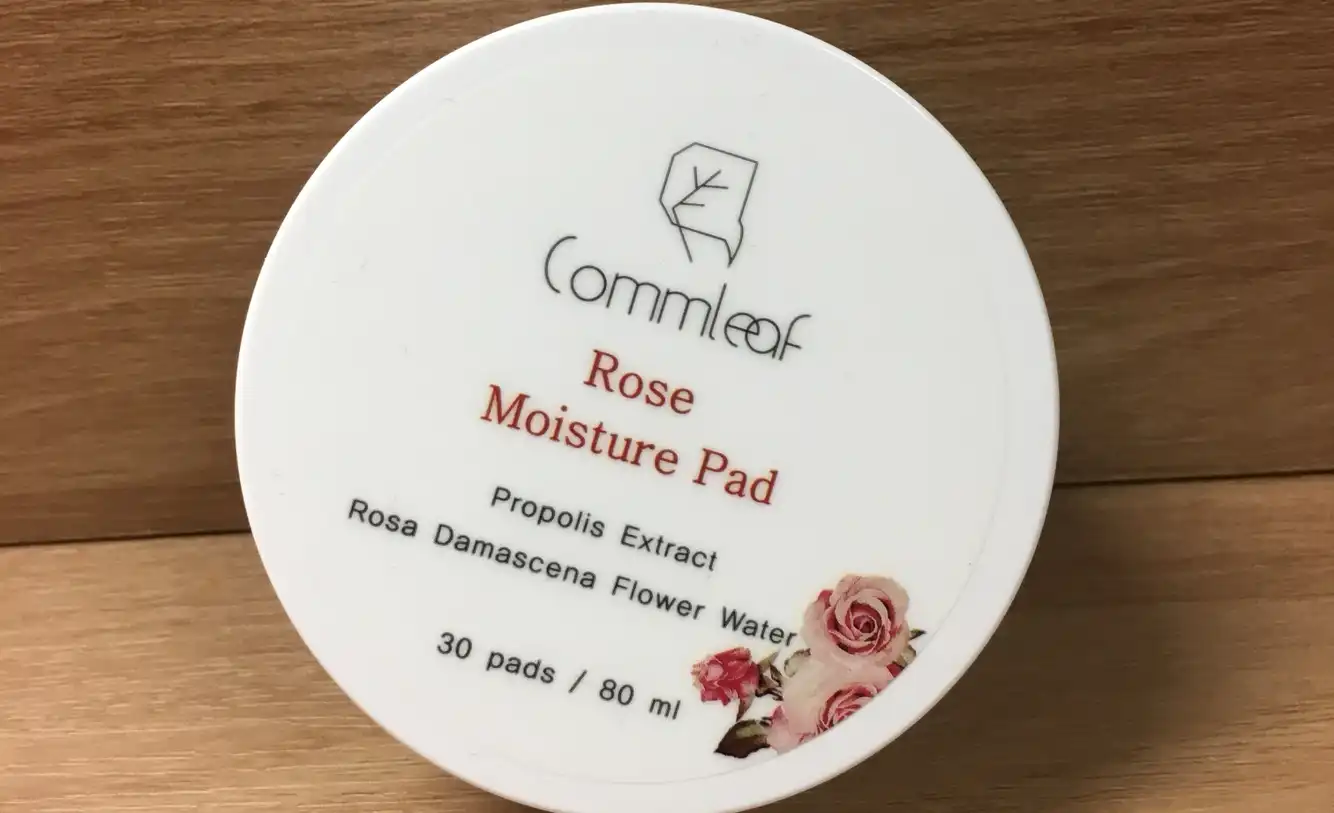 Commleaf
Rose
Moisture Pad
Propolis Extract
Rosa Damascena Flower Water
30 pads / 80 ml